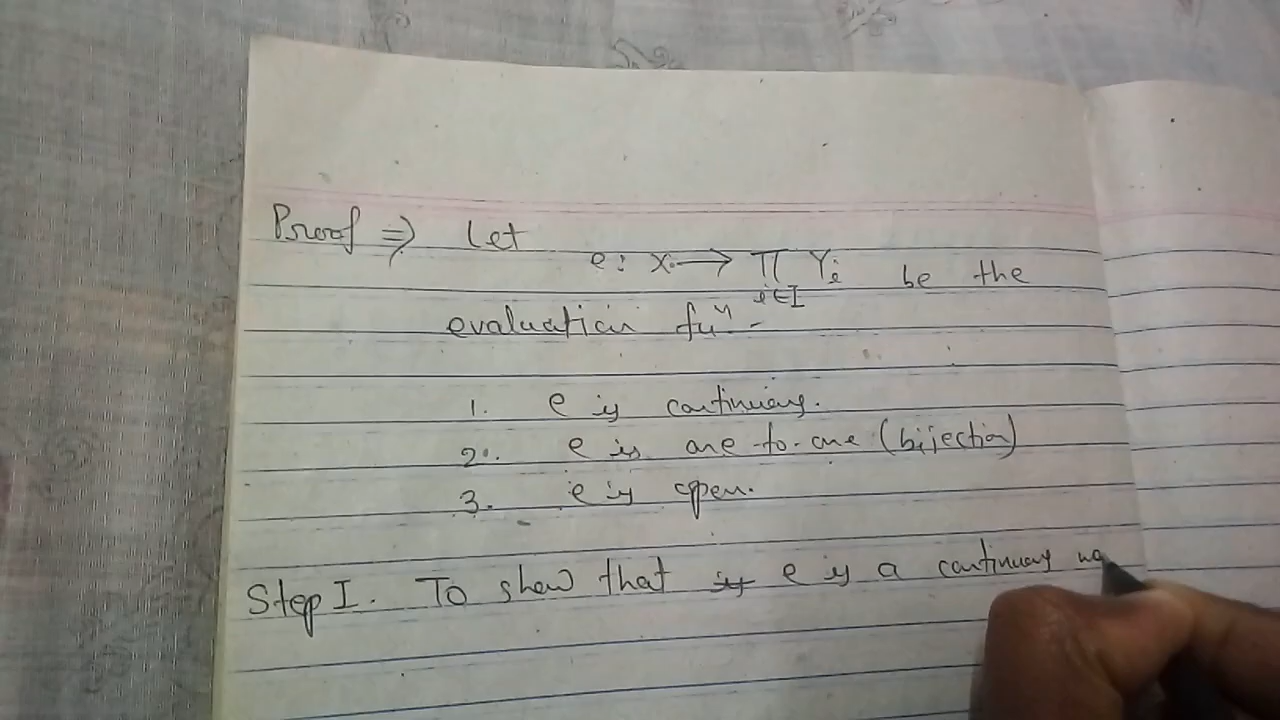 Proof ⇒ Let
e: X → Π Yi be the
i∈I
evaluation fuⁿ -
1. e is continuous.
2. e is one-to-one (bijection)
3. e is open.
Step I. To show that e is a continuous